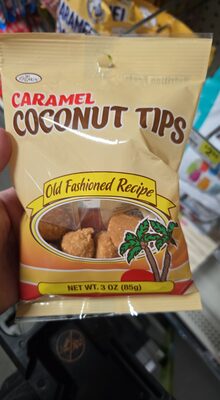 CARAMEL
COCONUT TIPS
Old Fashioned Recipe
NET WT. 3 OZ (85g)